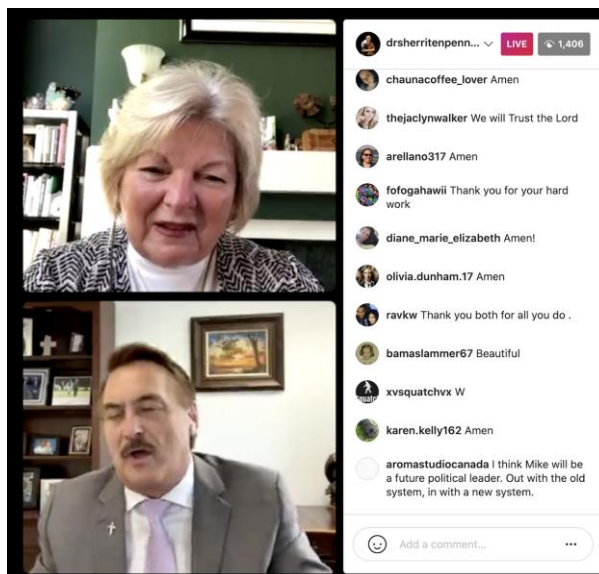 drsherritenpenn...
LIVE
1,406
chaunacoffee_lover Amen
thejaclynwalker We will Trust the Lord
arellano317 Amen
fofogahawii Thank you for your hard
work
diane_marie_elizabeth Amen!
olivia.dunham.17 Amen
ravkw Thank you both for all you do .
bamaslammer67 Beautiful
xvsquatchvx W
karen.kelly162 Amen
aromastudiocanada I think Mike will be
a future political leader. Out with the old
system, in with a new system.
Add a comment...